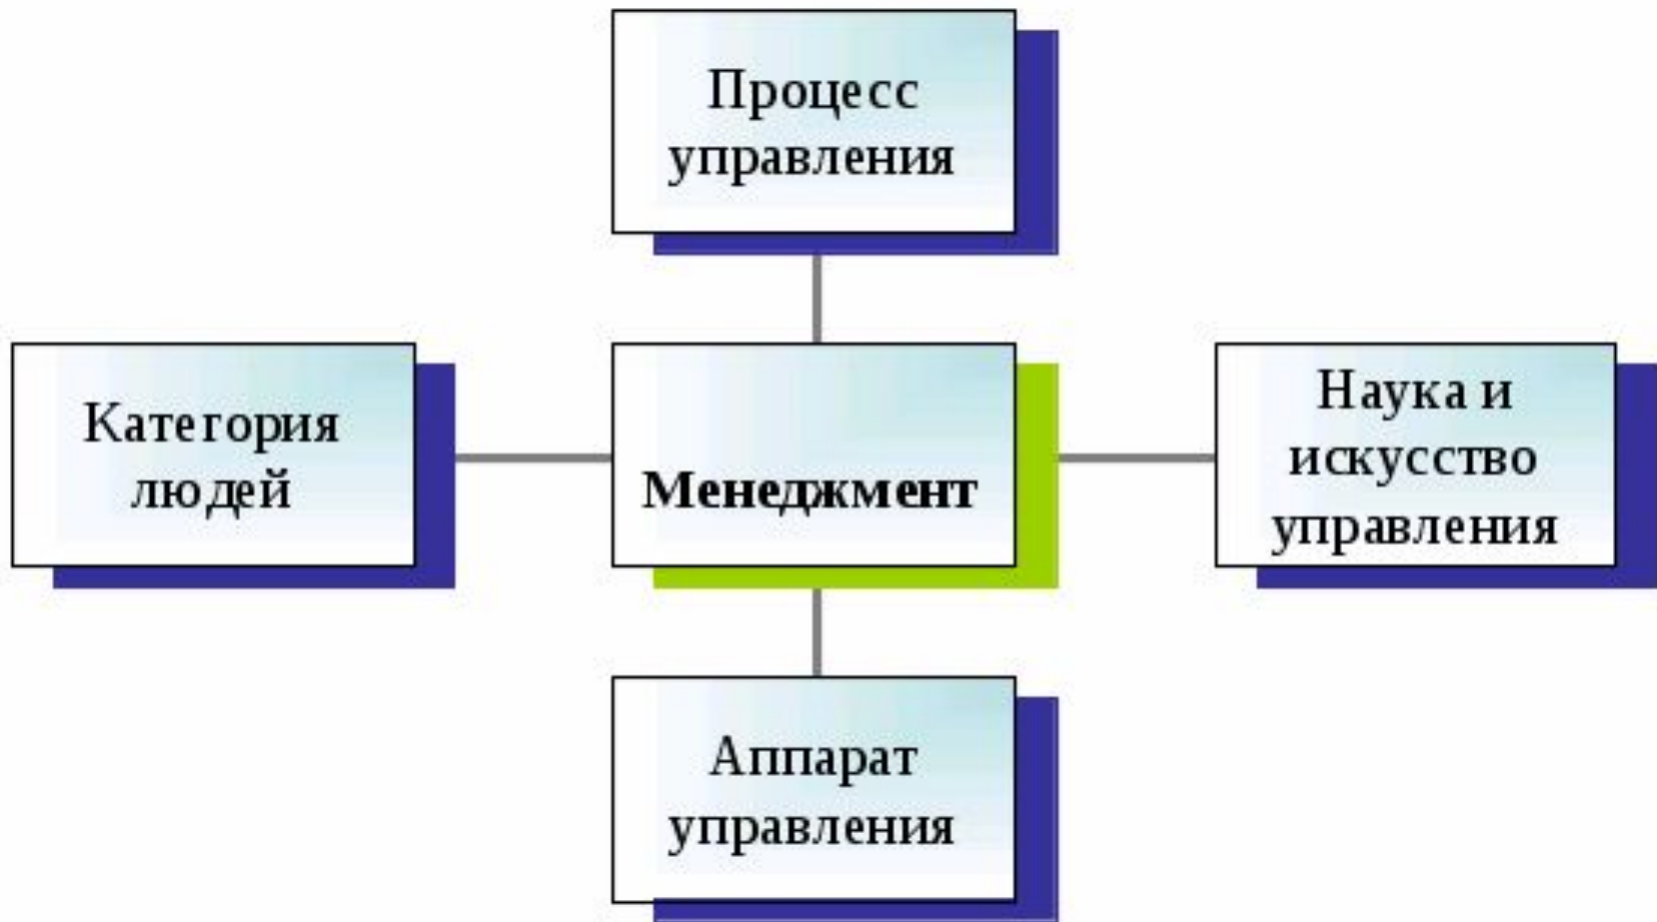 Процесс
управления
Категория
людей
Менеджмент
Наука и
искусство
управления
Аппарат
управления